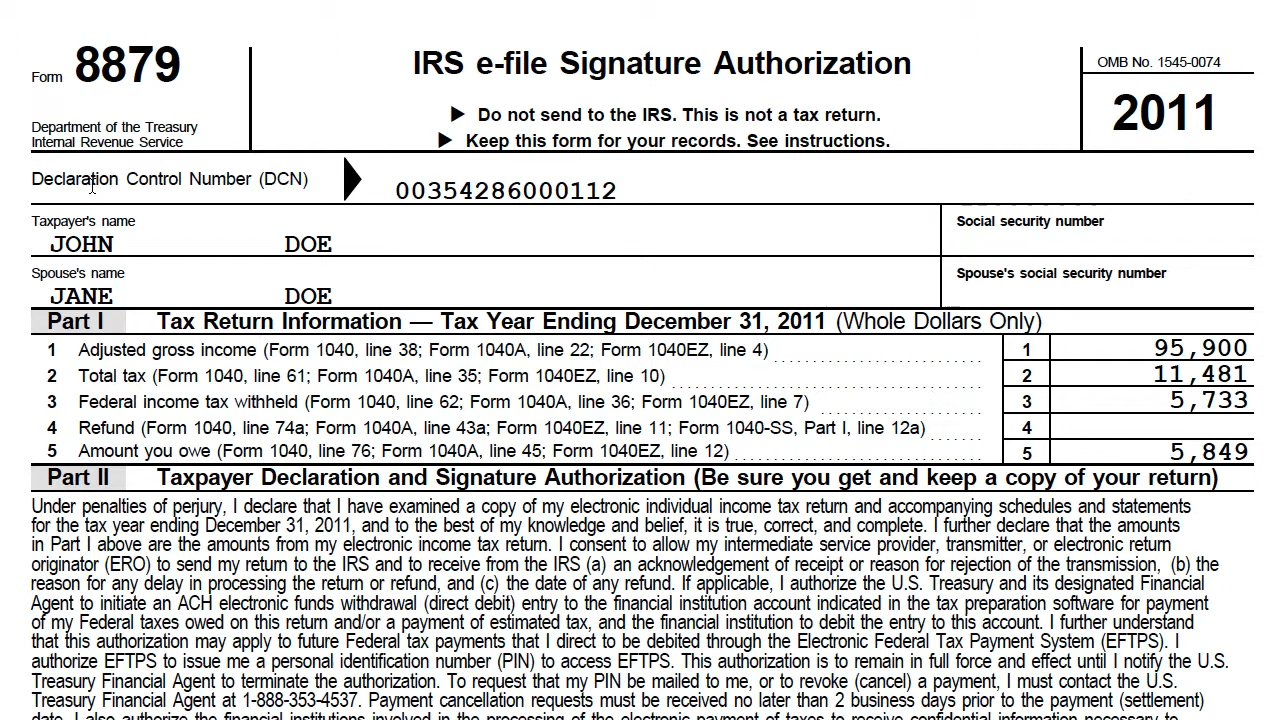 Form 8879
IRS e-file Signature Authorization
OMB No. 1545-0074
▶ Do not send to the IRS. This is not a tax return.
▶ Keep this form for your records. See instructions.
2011
Department of the Treasury
Internal Revenue Service
Declaration Control Number (DCN) ▶ 00354286000112
Taxpayer's name
Social security number
JOHN DOE
Spouse's name
Spouse's social security number
JANE DOE
Part I Tax Return Information — Tax Year Ending December 31, 2011 (Whole Dollars Only)
1 Adjusted gross income (Form 1040, line 38; Form 1040A, line 22; Form 1040EZ, line 4) 1 95,900
2 Total tax (Form 1040, line 61; Form 1040A, line 35; Form 1040EZ, line 10) 2 11,481
3 Federal income tax withheld (Form 1040, line 62; Form 1040A, line 36; Form 1040EZ, line 7) 3 5,733
4 Refund (Form 1040, line 74a; Form 1040A, line 43a; Form 1040EZ, line 11; Form 1040-SS, Part I, line 12a) 4
5 Amount you owe (Form 1040, line 76; Form 1040A, line 45; Form 1040EZ, line 12) 5 5,849
Part II Taxpayer Declaration and Signature Authorization (Be sure you get and keep a copy of your return)
Under penalties of perjury, I declare that I have examined a copy of my electronic individual income tax return and accompanying schedules and statements
for the tax year ending December 31, 2011, and to the best of my knowledge and belief, it is true, correct, and complete. I further declare that the amounts
in Part I above are the amounts from my electronic income tax return. I consent to allow my intermediate service provider, transmitter, or electronic return
originator (ERO) to send my return to the IRS and to receive from the IRS (a) an acknowledgement of receipt or reason for rejection of the transmission, (b) the
reason for any delay in processing the return or refund, and (c) the date of any refund. If applicable, I authorize the U.S. Treasury and its designated Financial
Agent to initiate an ACH electronic funds withdrawal (direct debit) entry to the financial institution account indicated in the tax preparation software for payment
of my Federal taxes owed on this return and/or a payment of estimated tax, and the financial institution to debit the entry to this account. I further understand
that this authorization may apply to future Federal tax payments that I direct to be debited through the Electronic Federal Tax Payment System (EFTPS). I
authorize EFTPS to issue me a personal identification number (PIN) to access EFTPS. This authorization is to remain in full force and effect until I notify the U.S.
Treasury Financial Agent to terminate the authorization. To request that my PIN be mailed to me, or to revoke (cancel) a payment, I must contact the U.S.
Treasury Financial Agent at 1-888-353-4537. Payment cancellation requests must be received no later than 2 business days prior to the payment (settlement)
date. I also authorize the financial institutions involved in the processing of the electronic payment of taxes to receive confidential information necessary to